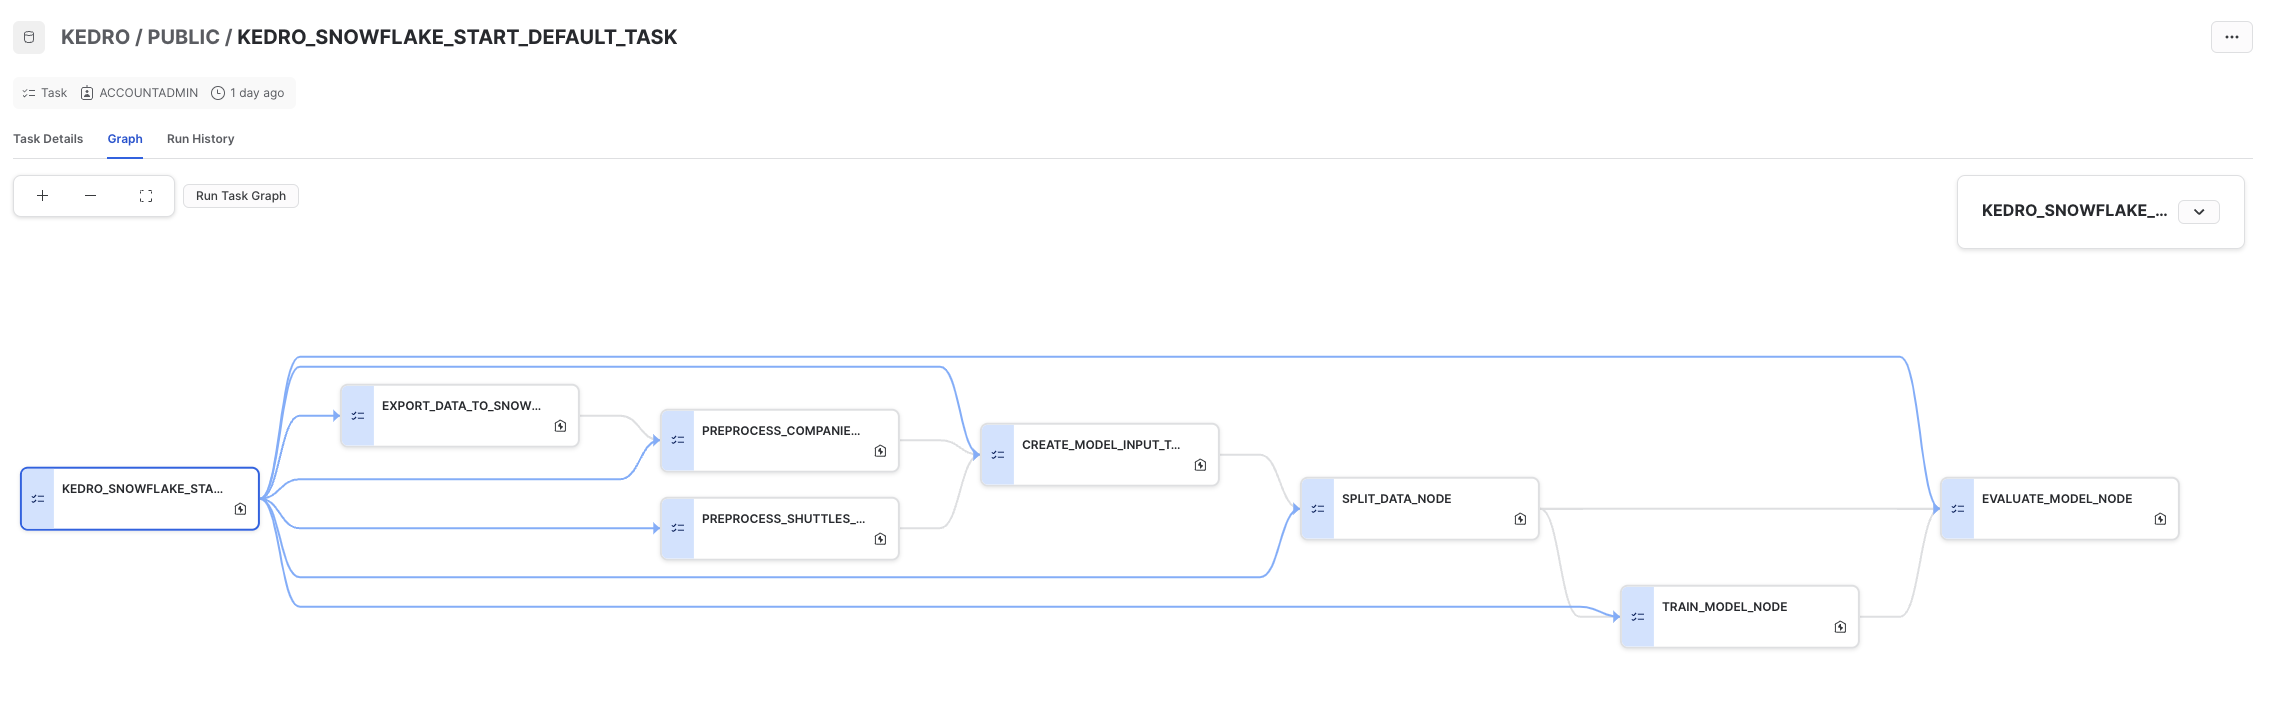 KEDRO / PUBLIC / KEDRO_SNOWFLAKE_START_DEFAULT_TASK
Task ACCOUNTADMIN 1 day ago
Task Details Graph Run History
Run Task Graph
KEDRO_SNOWFLAKE_...
EXPORT_DATA_TO_SNOW...
PREPROCESS_COMPANIE...
CREATE_MODEL_INPUT_T...
KEDRO_SNOWFLAKE_STA...
PREPROCESS_SHUTTLES_...
SPLIT_DATA_NODE
EVALUATE_MODEL_NODE
TRAIN_MODEL_NODE